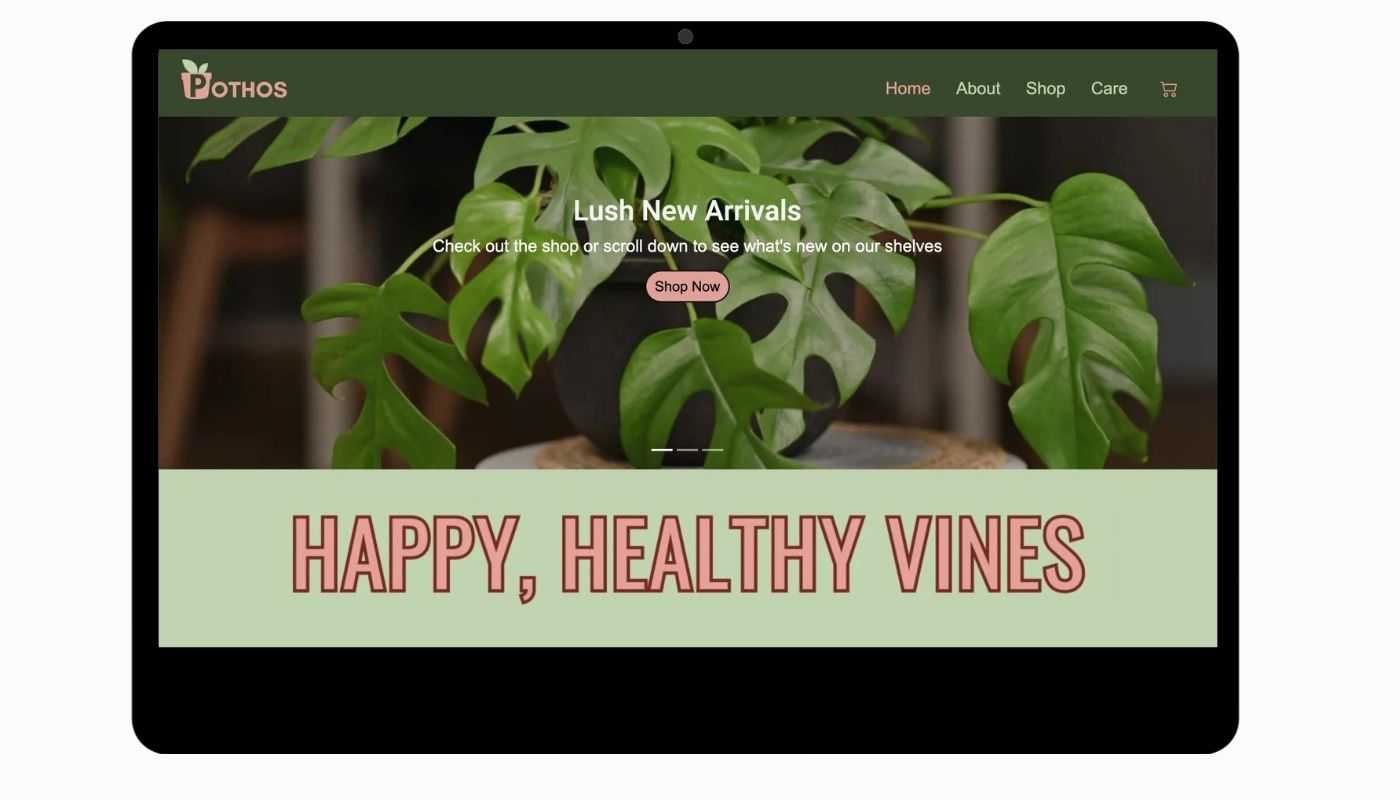 POTHOS
Home About Shop Care
Lush New Arrivals
Check out the shop or scroll down to see what's new on our shelves
Shop Now
HAPPY, HEALTHY VINES